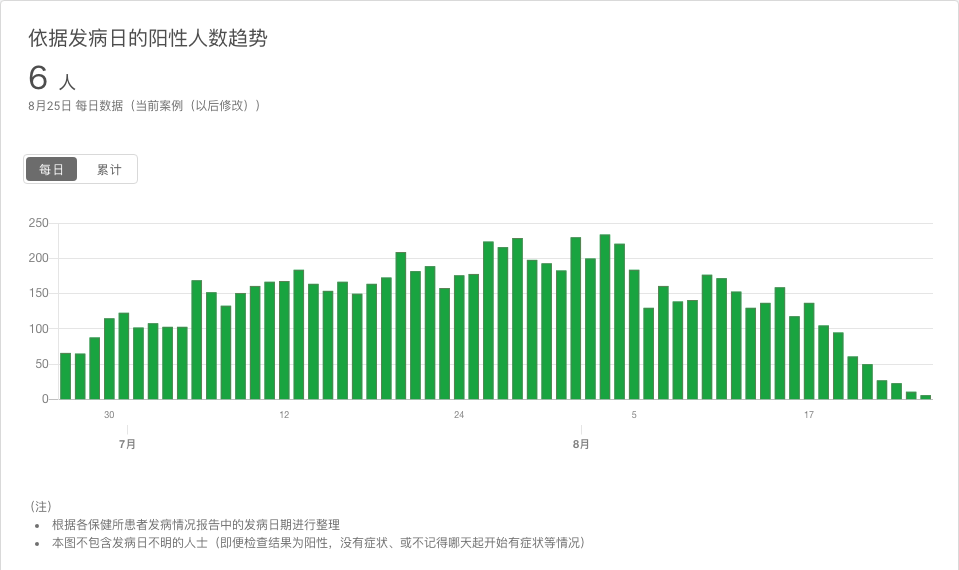 依据发病日的阳性人数趋势
6 人
8月25日 每日数据（当前案例（以后修改））
每日 累计
250
200
150
100
50
0
30 12 24 5 17
7月 8月
（注）
• 根据各保健所患者发病情况报告中的发病日期进行整理
• 本图不包含发病日不明的人士（即便检查结果为阳性，没有症状、或不记得哪天起开始有症状等情况）